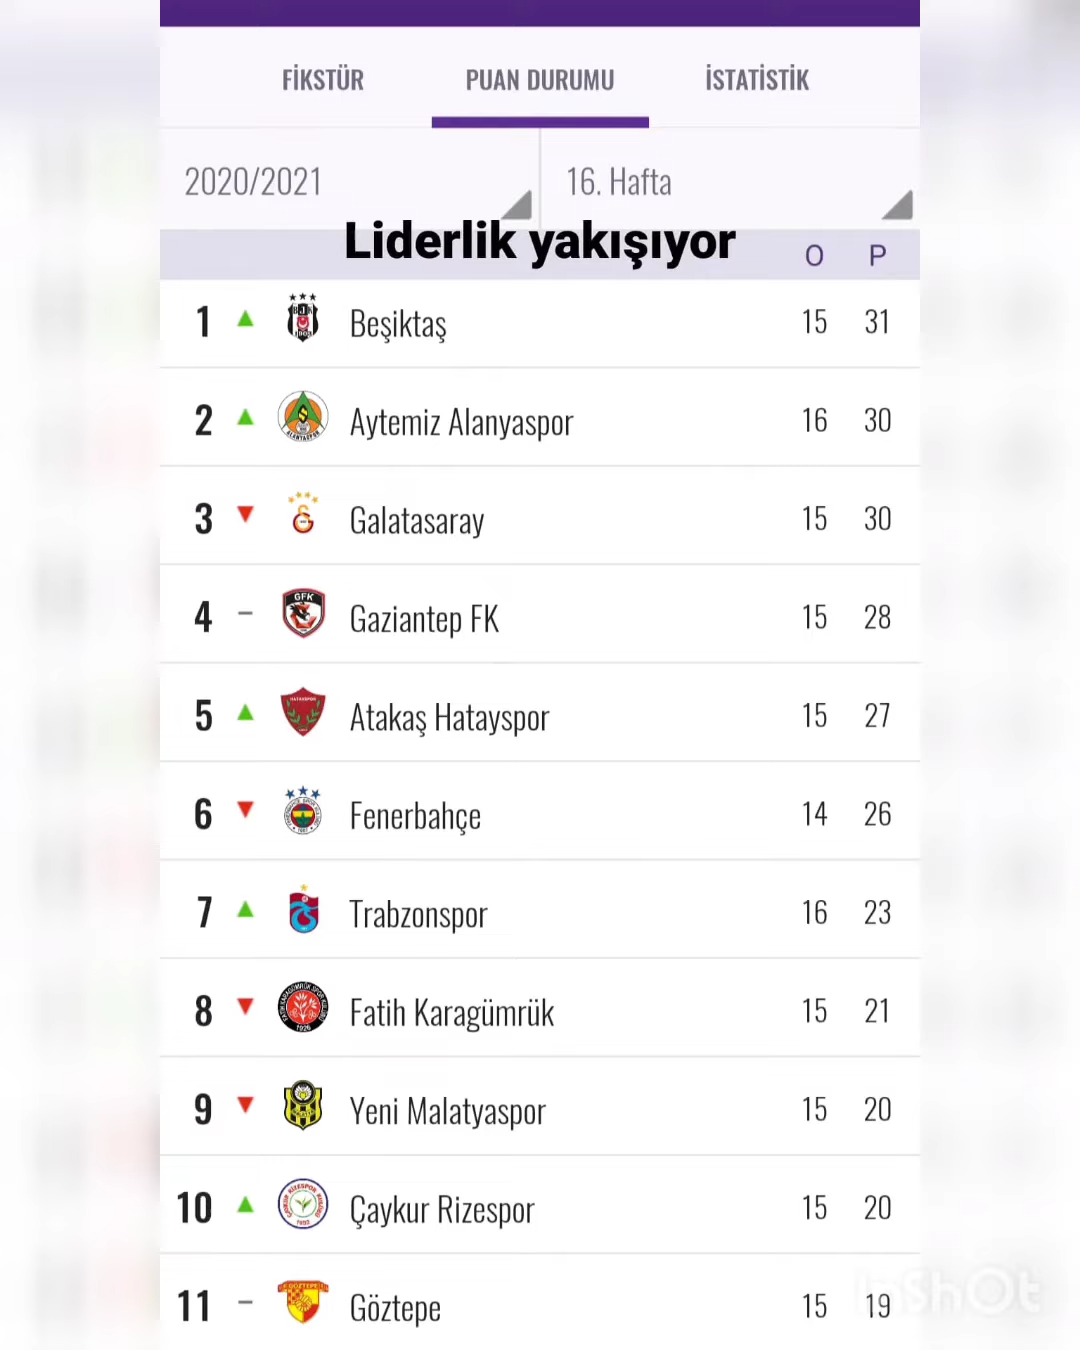 FİKSTÜR PUAN DURUMU İSTATİSTİK
2020/2021 16. Hafta
Liderlik yakışıyor O P
1 Beşiktaş 15 31
2 Aytemiz Alanyaspor 16 30
3 Galatasaray 15 30
4 – GFK Gaziantep FK 15 28
5 Atakaş Hatayspor 15 27
6 Fenerbahçe 14 26
7 Trabzonspor 16 23
8 Fatih Karagümrük 15 21
9 Yeni Malatyaspor 15 20
10 Çaykur Rizespor 15 20
11 – Göztepe 15 19
InShOt